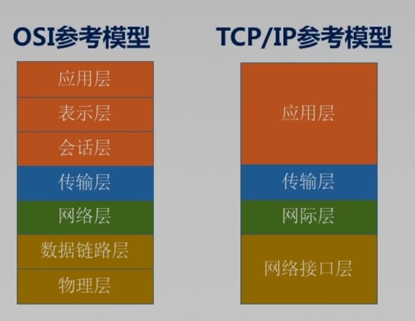 OSI参考模型
应用层
表示层
会话层
传输层
网络层
数据链路层
物理层
TCP/IP参考模型
应用层
传输层
网际层
网络接口层